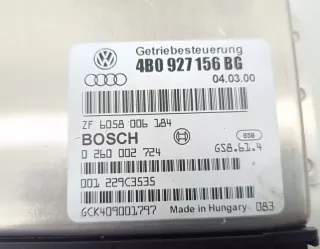 Getriebesteuerung
4B0 927 156 BG
04.03.00
ZF 6058 006 184
BOSCH
0 260 002 724
GS8.61.4
001 229C3535
GCK409001797 Made in Hungary 083